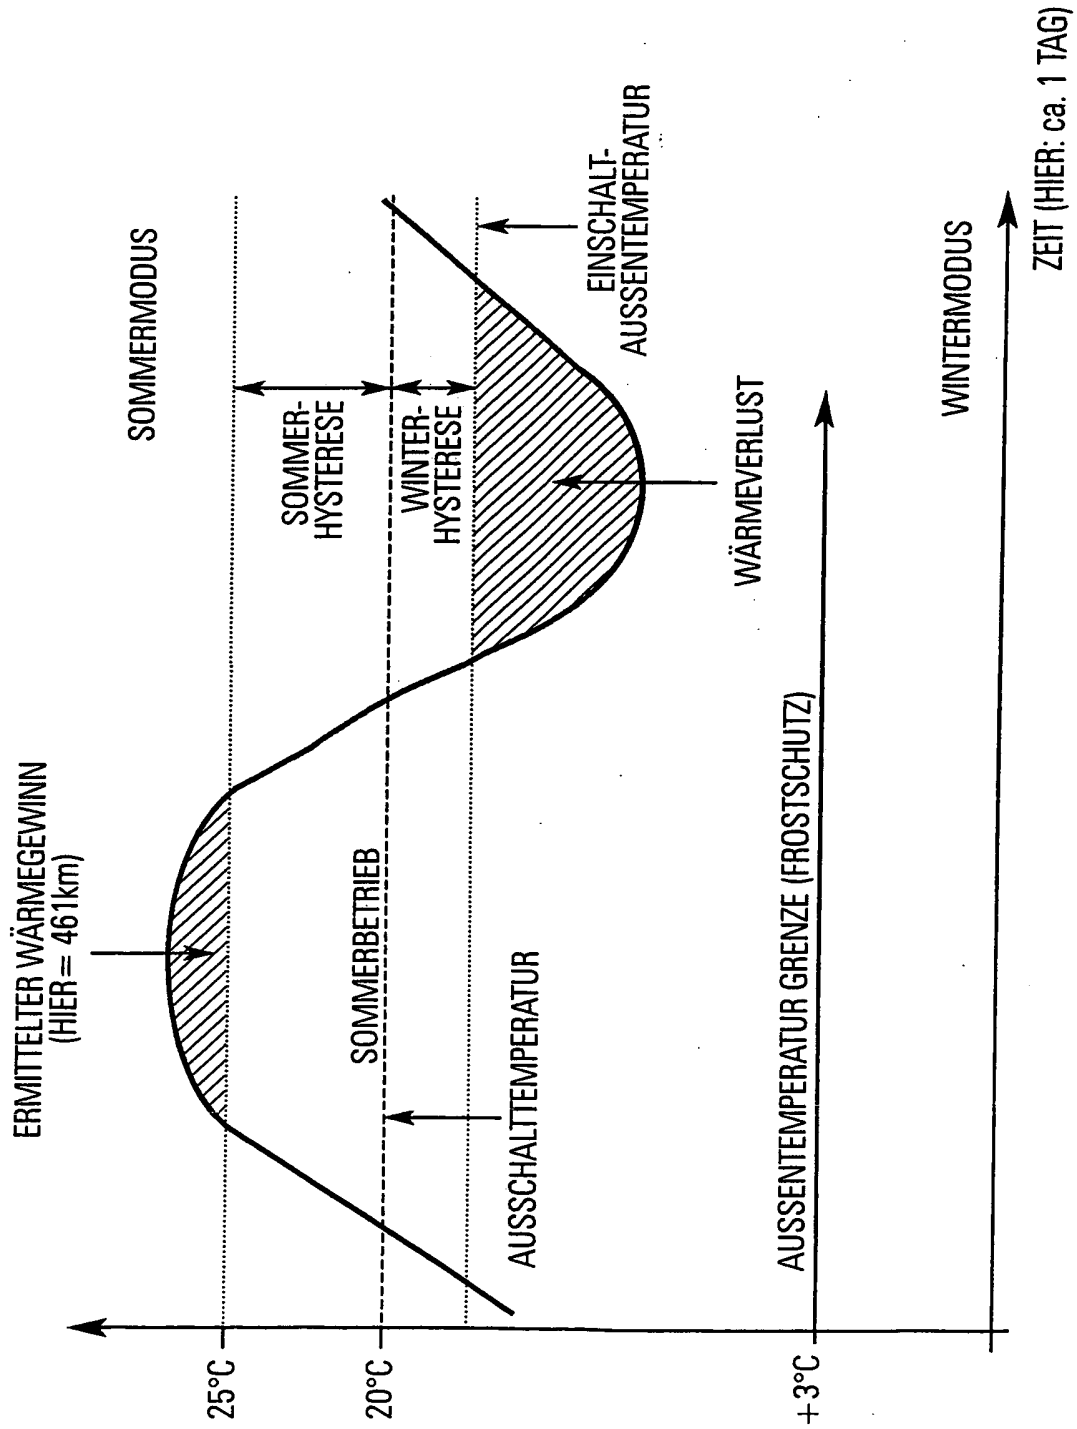 ERMITTELTER WÄRMEGEWINN
(HIER = 461km)
SOMMERMODUS
25°C
20°C
SOMMERBETRIEB
SOMMER-
HYSTERESE
WINTER-
HYSTERESE
AUSSCHALTTEMPERATUR
EINSCHALT-
AUSSENTEMPERATUR
WÄRMEVERLUST
AUSSENTEMPERATUR GRENZE (FROSTSCHUTZ)
+3°C
WINTERMODUS
ZEIT (HIER: ca. 1 TAG)